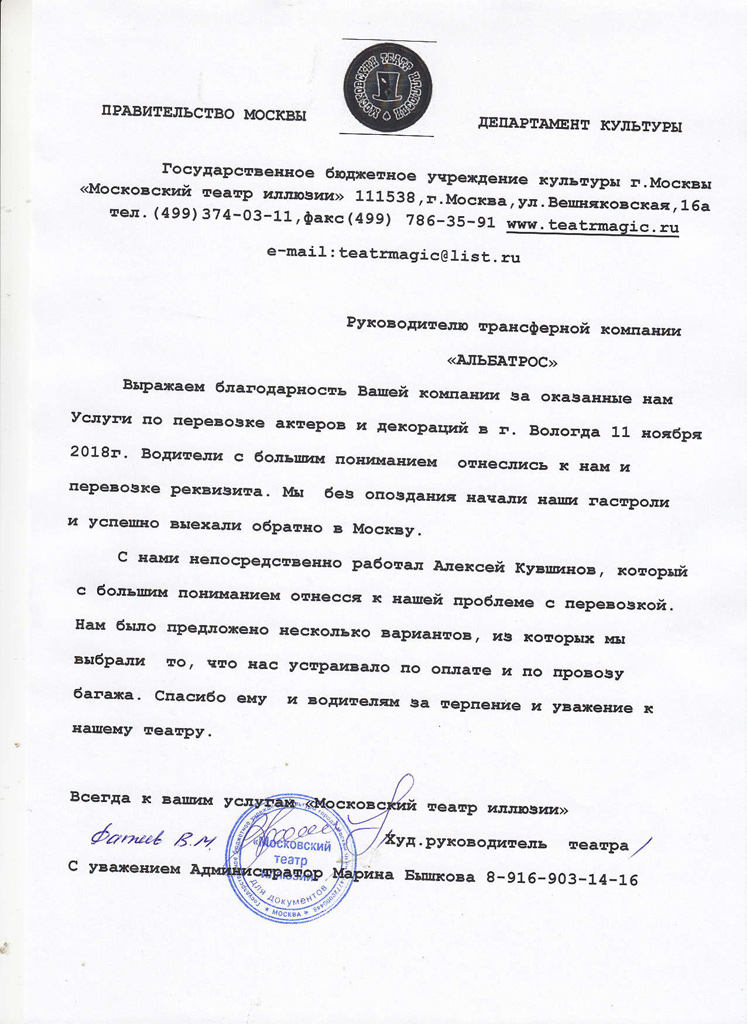 МОСКОВСКИЙ ТЕАТР ИЛЛЮЗИИ
ПРАВИТЕЛЬСТВО МОСКВЫ
ДЕПАРТАМЕНТ КУЛЬТУРЫ
Государственное бюджетное учреждение культуры г.Москвы
«Московский театр иллюзии» 111538,г.Москва,ул.Вешняковская,16а
тел.(499)374-03-11,факс(499) 786-35-91 www.teatrmagic.ru
e-mail:teatrmagic@list.ru
Руководителю трансферной компании
«АЛЬБАТРОС»
Выражаем благодарность Вашей компании за оказанные нам
Услуги по перевозке актеров и декораций в г. Вологда 11 ноября
2018г. Водители с большим пониманием отнеслись к нам и
перевозке реквизита. Мы без опоздания начали наши гастроли
и успешно выехали обратно в Москву.
С нами непосредственно работал Алексей Кувшинов, который
с большим пониманием отнесся к нашей проблеме с перевозкой.
Нам было предложено несколько вариантов, из которых мы
выбрали то, что нас устраивало по оплате и по провозу
багажа. Спасибо ему и водителям за терпение и уважение к
нашему театру.
Всегда к вашим услугам «Московский театр иллюзии»
В.М.
Худ.руководитель театра
С уважением Администратор Марина Бышкова 8-916-903-14-16
«Московский
театр
для документов
МОСКВА